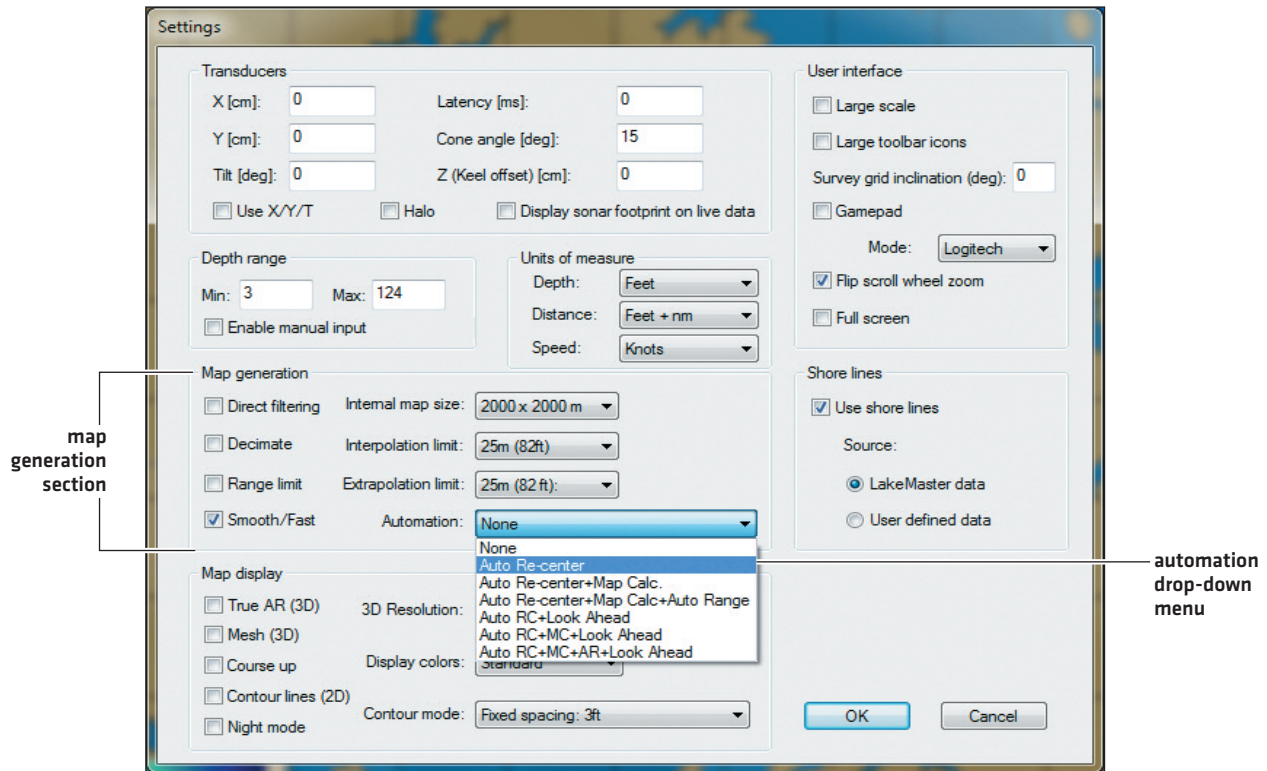 Settings
Transducers
X [cm]: 0 Latency [ms]: 0
Y [cm]: 0 Cone angle [deg]: 15
Tilt [deg]: 0 Z (Keel offset) [cm]: 0
Use X/Y/T Halo Display sonar footprint on live data
Depth range
Min: 3 Max: 124
Enable manual input
Units of measure
Depth: Feet
Distance: Feet + nm
Speed: Knots
Map generation
Direct filtering Internal map size: 2000 x 2000 m
Decimate Interpolation limit: 25m (82ft)
Range limit Extrapolation limit: 25m (82 ft):
Smooth/Fast Automation: None
None
Auto Re-center
Auto Re-center+Map Calc.
Auto Re-center+Map Calc+Auto Range
Auto RC+Look Ahead
Auto RC+MC+Look Ahead
Auto RC+MC+AR+Look Ahead
Map display
True AR (3D) 3D Resolution:
Mesh (3D)
Course up Display colors: Standard
Contour lines (2D)
Night mode Contour mode: Fixed spacing: 3ft
User interface
Large scale
Large toolbar icons
Survey grid inclination (deg): 0
Gamepad
Mode: Logitech
Flip scroll wheel zoom
Full screen
Shore lines
Use shore lines
Source:
LakeMaster data
User defined data
OK Cancel
map
generation
section
automation
drop-down
menu